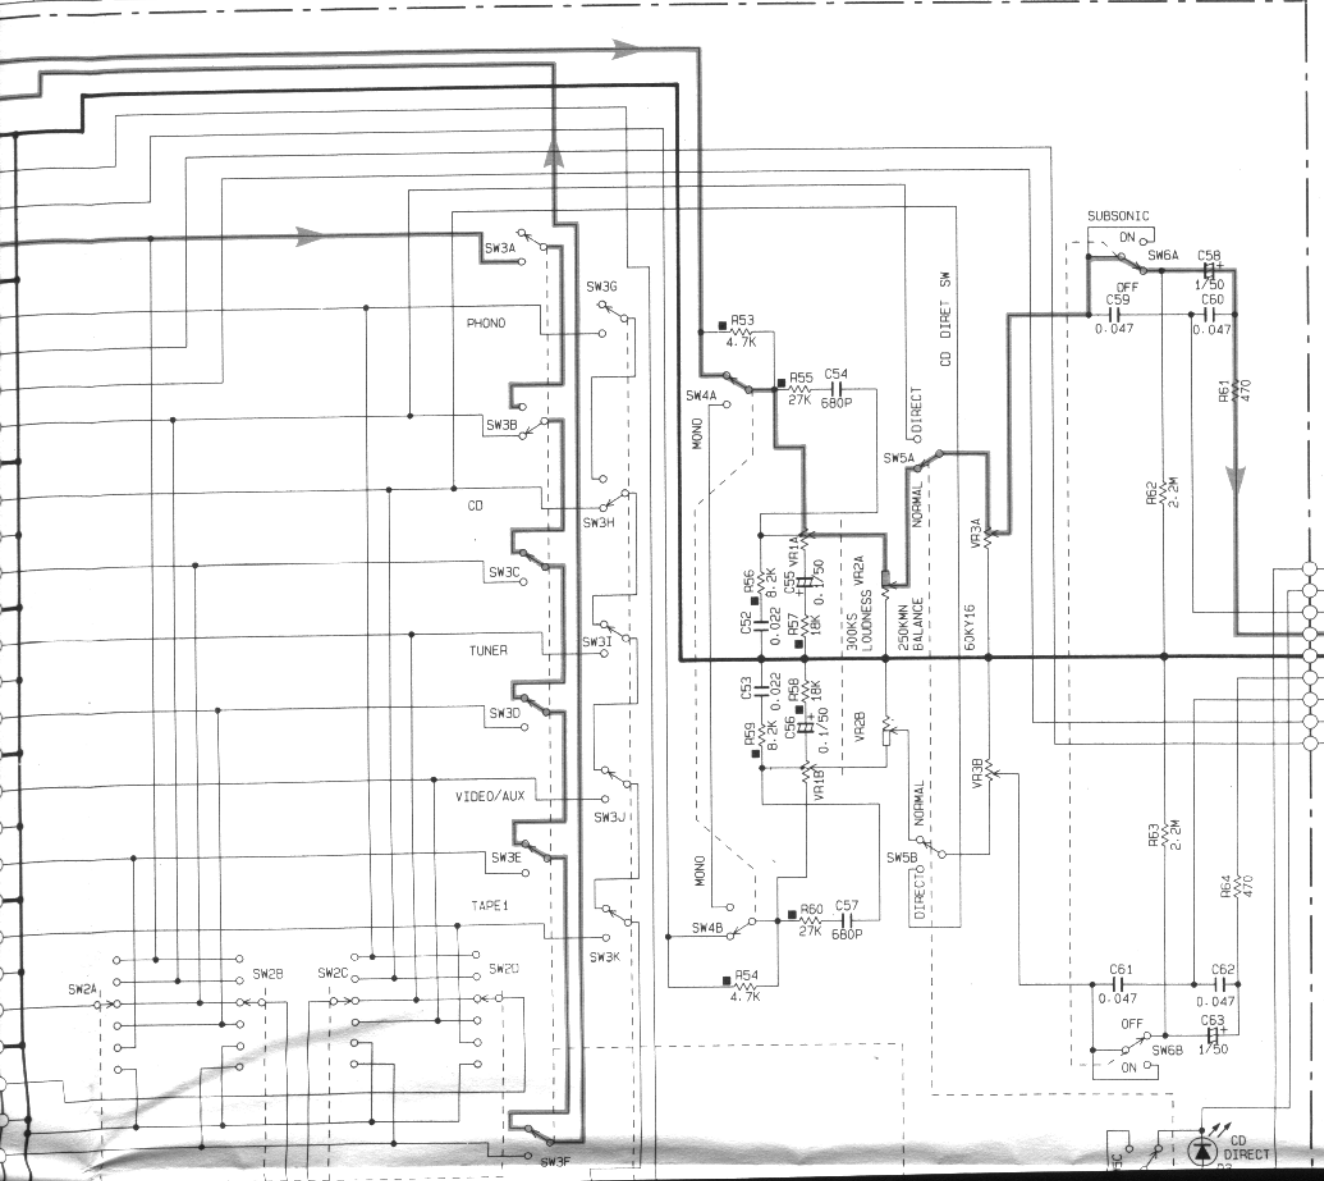 SUBSONIC
ON
SW6A
C58
+
1/50
OFF
C59
C60
0.047
0.047
R61
470
SW3A
SW3G
PHONO
R53
4.7K
CD DIRET SW
SW4A
R55
C54
27K
680P
MONO
DIRECT
SW3B
SW5A
CD
SW3H
NORMAL
R62
2.2M
VR3A
VR1A
VR2A
SW3C
R56
8.2K
C55
0.1/50
+
C52
0.022
R57
18K
300KS
LOUDNESS
250KMN
BALANCE
60KY16
SW3I
TUNER
C53
0.022
R58
18K
SW3D
R59
8.2K
C56
0.1/50
+
VR2B
VR1B
VR3B
VIDEO/AUX
SW3J
NORMAL
R63
2.2M
SW3E
SW5B
MONO
DIRECT
R64
470
TAPE1
R60
C57
27K
680P
SW4B
SW3K
SW2A
SW2B
SW2C
SW2D
R54
4.7K
C61
C62
0.047
0.047
OFF
C63
+
SW6B
1/50
ON
CD
DIRECT
SW3F